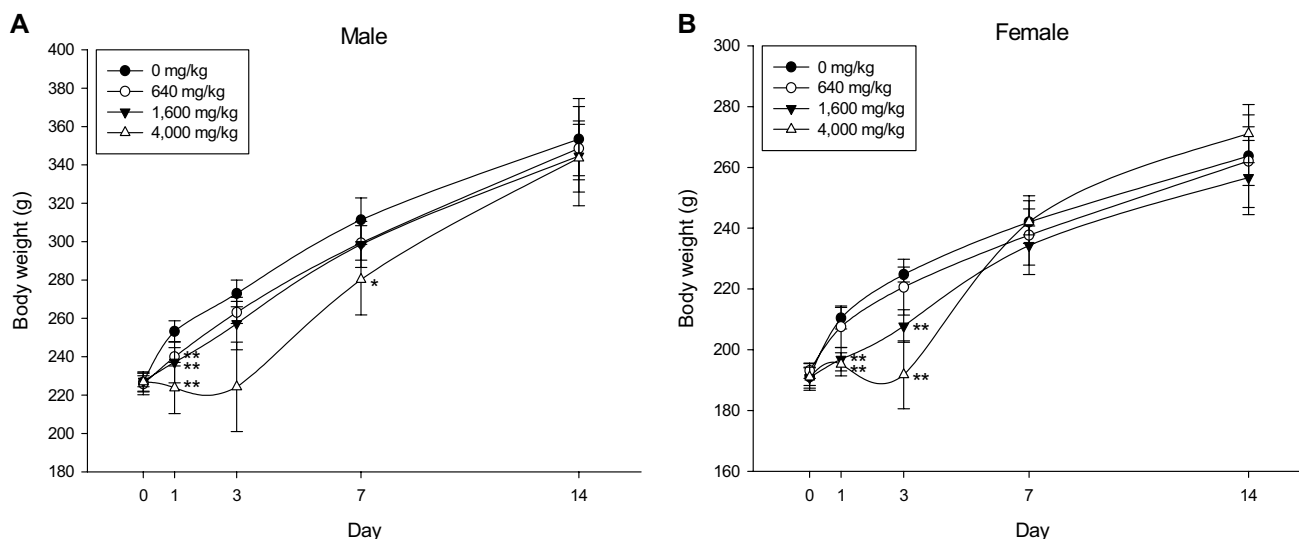 A
Male
400
380
360
340
320
300
280
260
240
220
200
180
Body weight (g)
0 mg/kg
640 mg/kg
1,600 mg/kg
4,000 mg/kg
**
**
**
*
0 1 3 7 14
Day
B
Female
300
280
260
240
220
200
180
160
Body weight (g)
0 mg/kg
640 mg/kg
1,600 mg/kg
4,000 mg/kg
**
**
**
**
0 1 3 7 14
Day